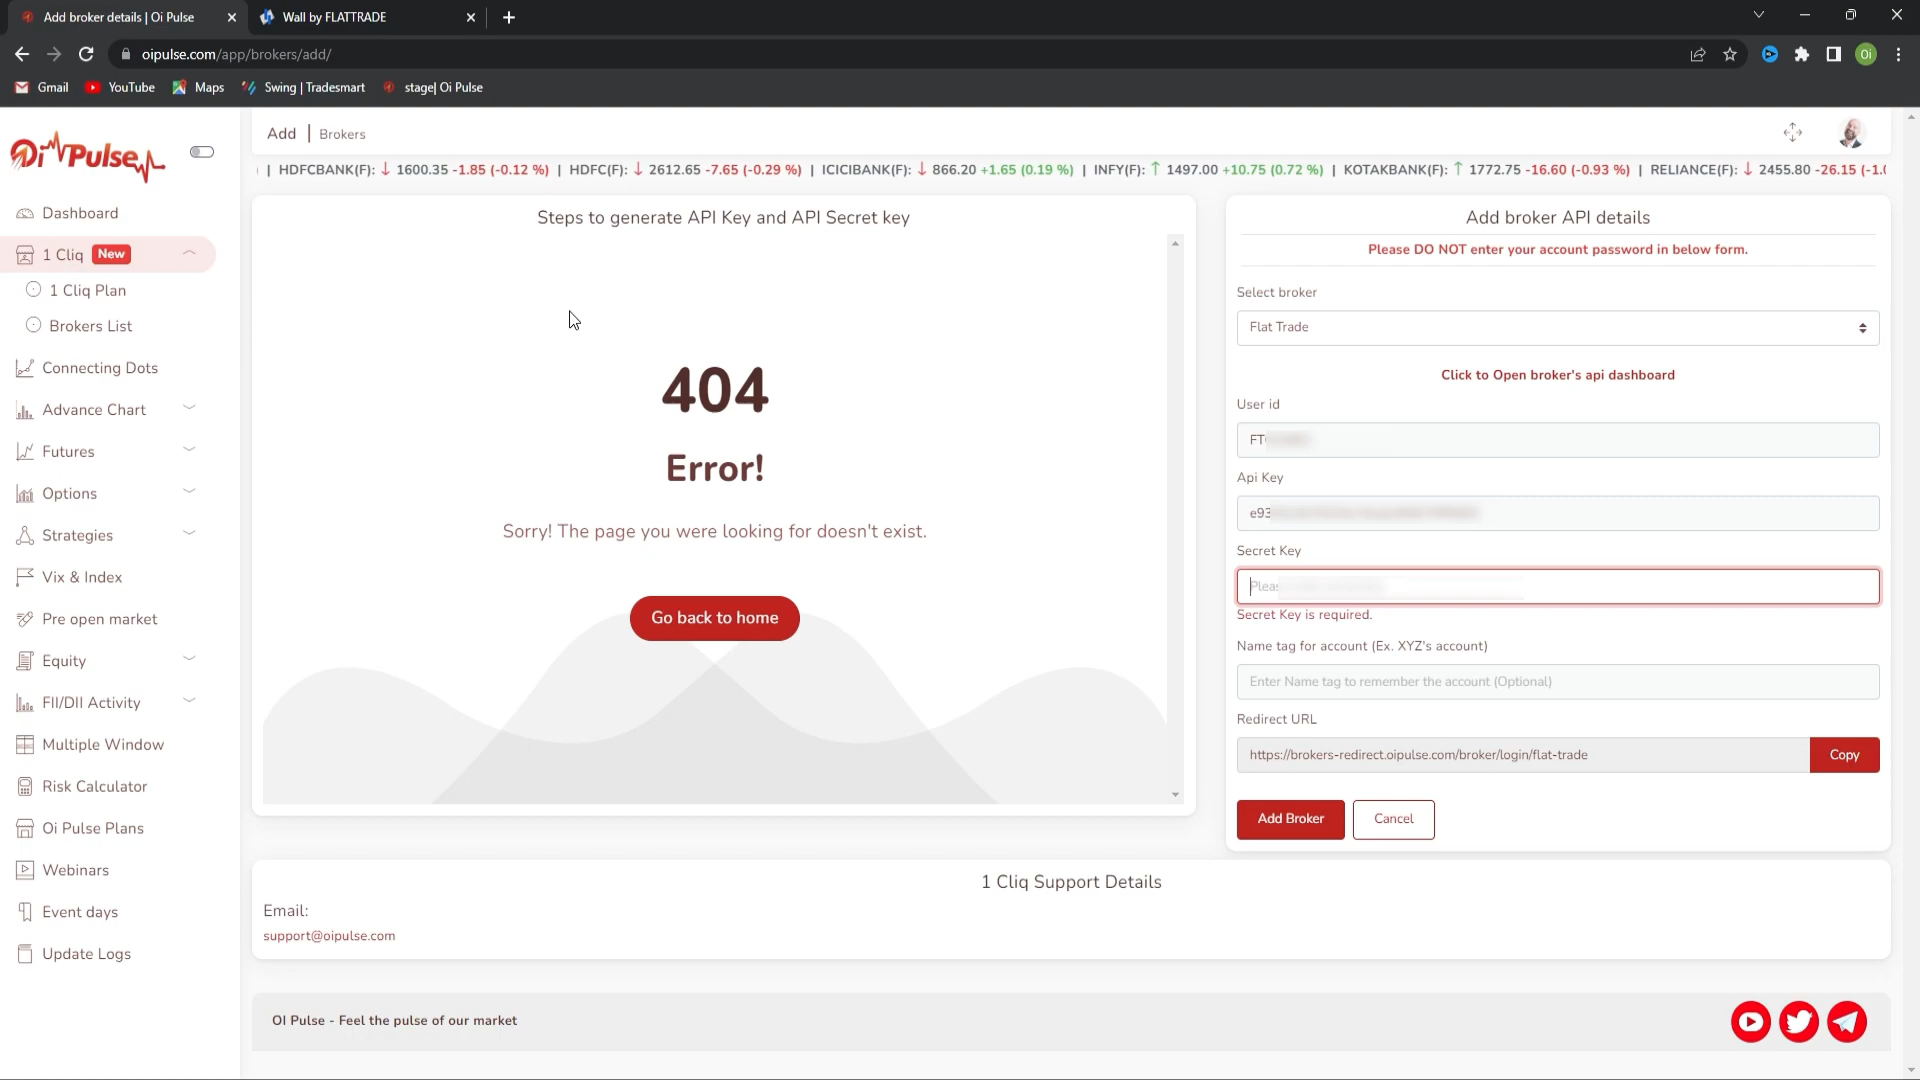 Add broker details | Oi Pulse
Wall by FLATTRADE
oipulse.com/app/brokers/add/
Oi
Gmail
YouTube
Maps
Swing | Tradesmart
stage| Oi Pulse
Oi Pulse
Add | Brokers
| HDFCBANK(F): ↓ 1600.35 -1.85 (-0.12 %) | HDFC(F): ↓ 2612.65 -7.65 (-0.29 %) | ICICIBANK(F): ↓ 866.20 +1.65 (0.19 %) | INFY(F): ↑ 1497.00 +10.75 (0.72 %) | KOTAKBANK(F): ↑ 1772.75 -16.60 (-0.93 %) | RELIANCE(F): ↓ 2455.80 -26.15
Dashboard
1 Cliq New
1 Cliq Plan
Brokers List
Connecting Dots
Advance Chart
Futures
Options
Strategies
Vix & Index
Pre open market
Equity
FII/DII Activity
Multiple Window
Risk Calculator
Oi Pulse Plans
Webinars
Event days
Update Logs
Steps to generate API Key and API Secret key
404
Error!
Sorry! The page you were looking for doesn't exist.
Go back to home
Add broker API details
Please DO NOT enter your account password in below form.
Select broker
Flat Trade
Click to Open broker's api dashboard
User id
FT
Api Key
e93
Secret Key
Secret Key is required.
Name tag for account (Ex. XYZ's account)
Enter Name tag to remember the account (Optional)
Redirect URL
https://brokers-redirect.oipulse.com/broker/login/flat-trade
Copy
Add Broker
Cancel
1 Cliq Support Details
Email:
support@oipulse.com
OI Pulse - Feel the pulse of our market